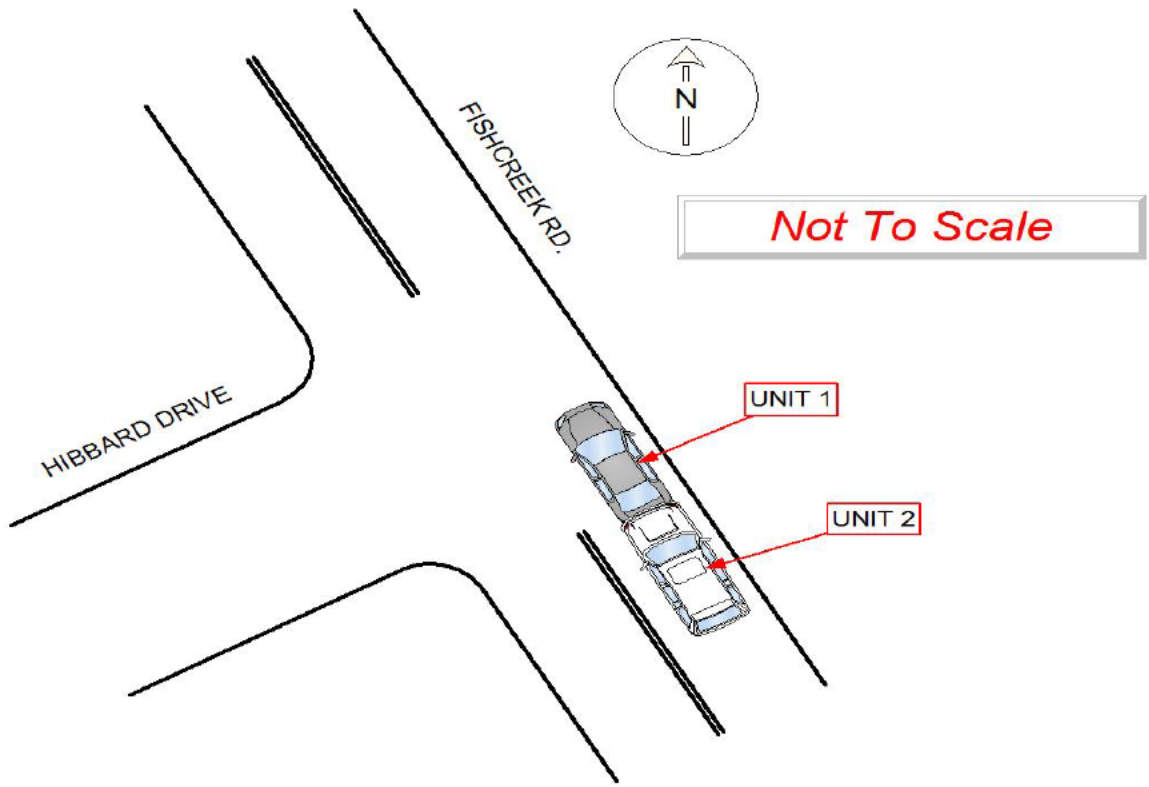 FISHCREEK RD.
N
Not To Scale
HIBBARD DRIVE
UNIT 1
UNIT 2